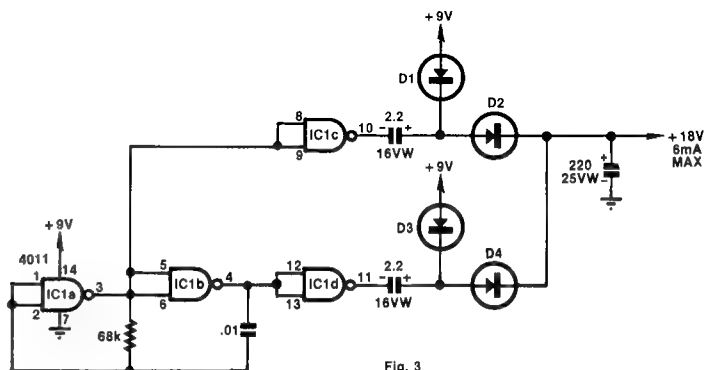 +9V
D1
D2
8
9
IC1c
10
2.2
- +
16VW
+18V
6mA
MAX
220
25VW
+
-
+9V
D3
D4
+9V
4011
1
2
14
IC1a
3
7
5
6
IC1b
4
12
13
IC1d
11
2.2
- +
16VW
68k
.01
Fig. 3